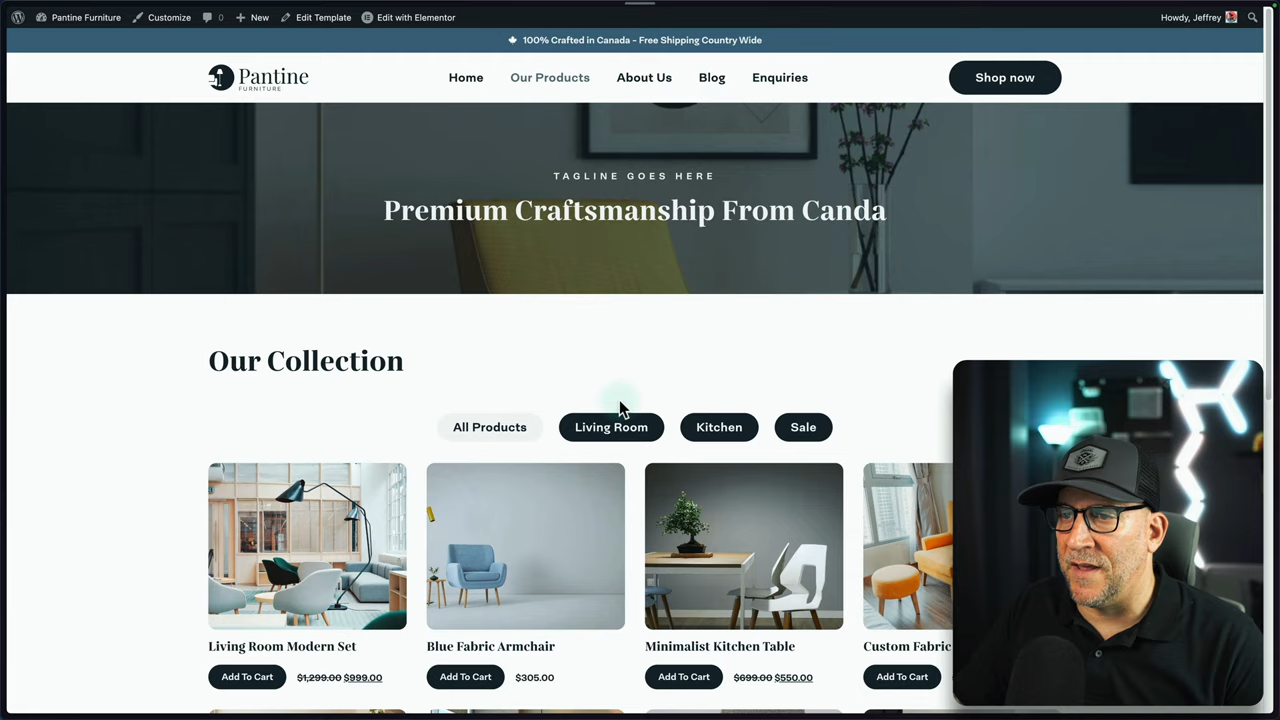 Pantine Furniture Customize 0 New Edit Template Edit with Elementor Howdy, Jeffrey
100% Crafted in Canada - Free Shipping Country Wide
Pantine
FURNITURE
Home Our Products About Us Blog Enquiries Shop now
TAGLINE GOES HERE
Premium Craftsmanship From Canda
Our Collection
All Products Living Room Kitchen Sale
Living Room Modern Set Blue Fabric Armchair Minimalist Kitchen Table Custom Fabric
Add To Cart $1,299.00 $999.00 Add To Cart $305.00 Add To Cart $699.00 $550.00 Add To Cart